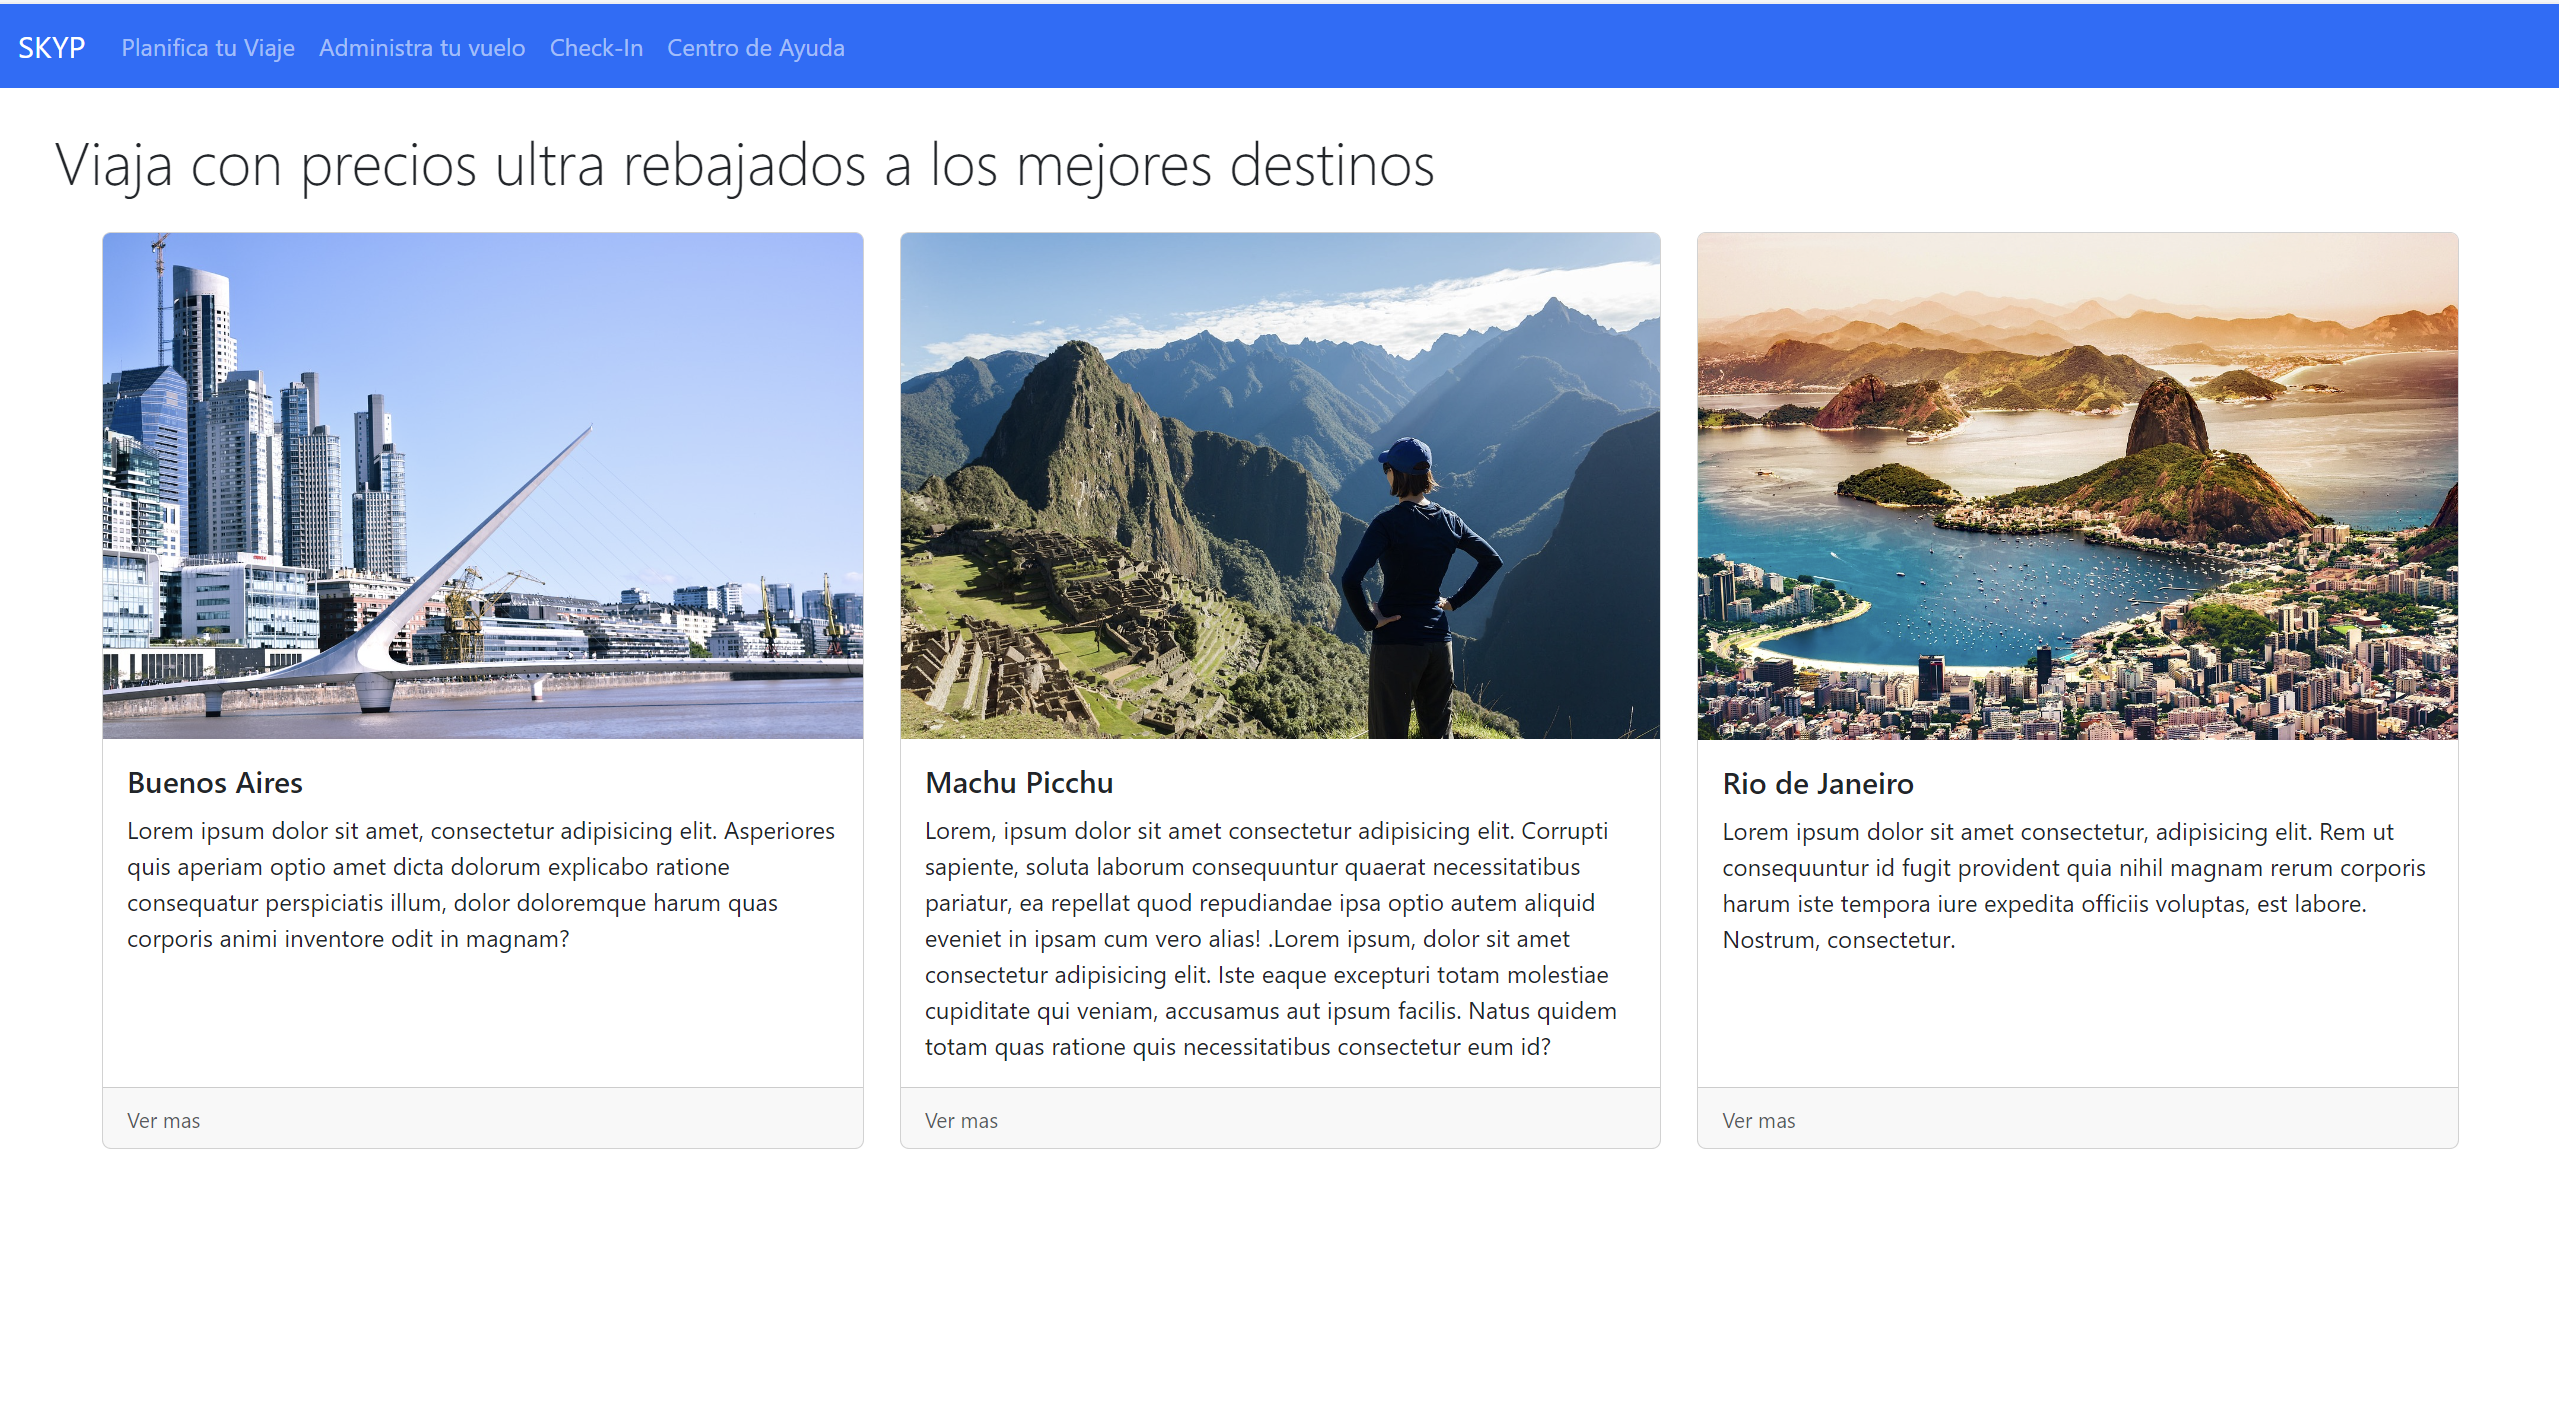 SKYP Planifica tu Viaje Administra tu vuelo Check-In Centro de Ayuda
Viaja con precios ultra rebajados a los mejores destinos
Buenos Aires
Lorem ipsum dolor sit amet, consectetur adipisicing elit. Asperiores
quis aperiam optio amet dicta dolorum explicabo ratione
consequatur perspiciatis illum, dolor doloremque harum quas
corporis animi inventore odit in magnam?
Ver mas
Machu Picchu
Lorem, ipsum dolor sit amet consectetur adipisicing elit. Corrupti
sapiente, soluta laborum consequuntur quaerat necessitatibus
pariatur, ea repellat quod repudiandae ipsa optio autem aliquid
eveniet in ipsam cum vero alias! .Lorem ipsum, dolor sit amet
consectetur adipisicing elit. Iste eaque excepturi totam molestiae
cupiditate qui veniam, accusamus aut ipsum facilis. Natus quidem
totam quas ratione quis necessitatibus consectetur eum id?
Ver mas
Rio de Janeiro
Lorem ipsum dolor sit amet consectetur, adipisicing elit. Rem ut
consequuntur id fugit provident quia nihil magnam rerum corporis
harum iste tempora iure expedita officiis voluptas, est labore.
Nostrum, consectetur.
Ver mas